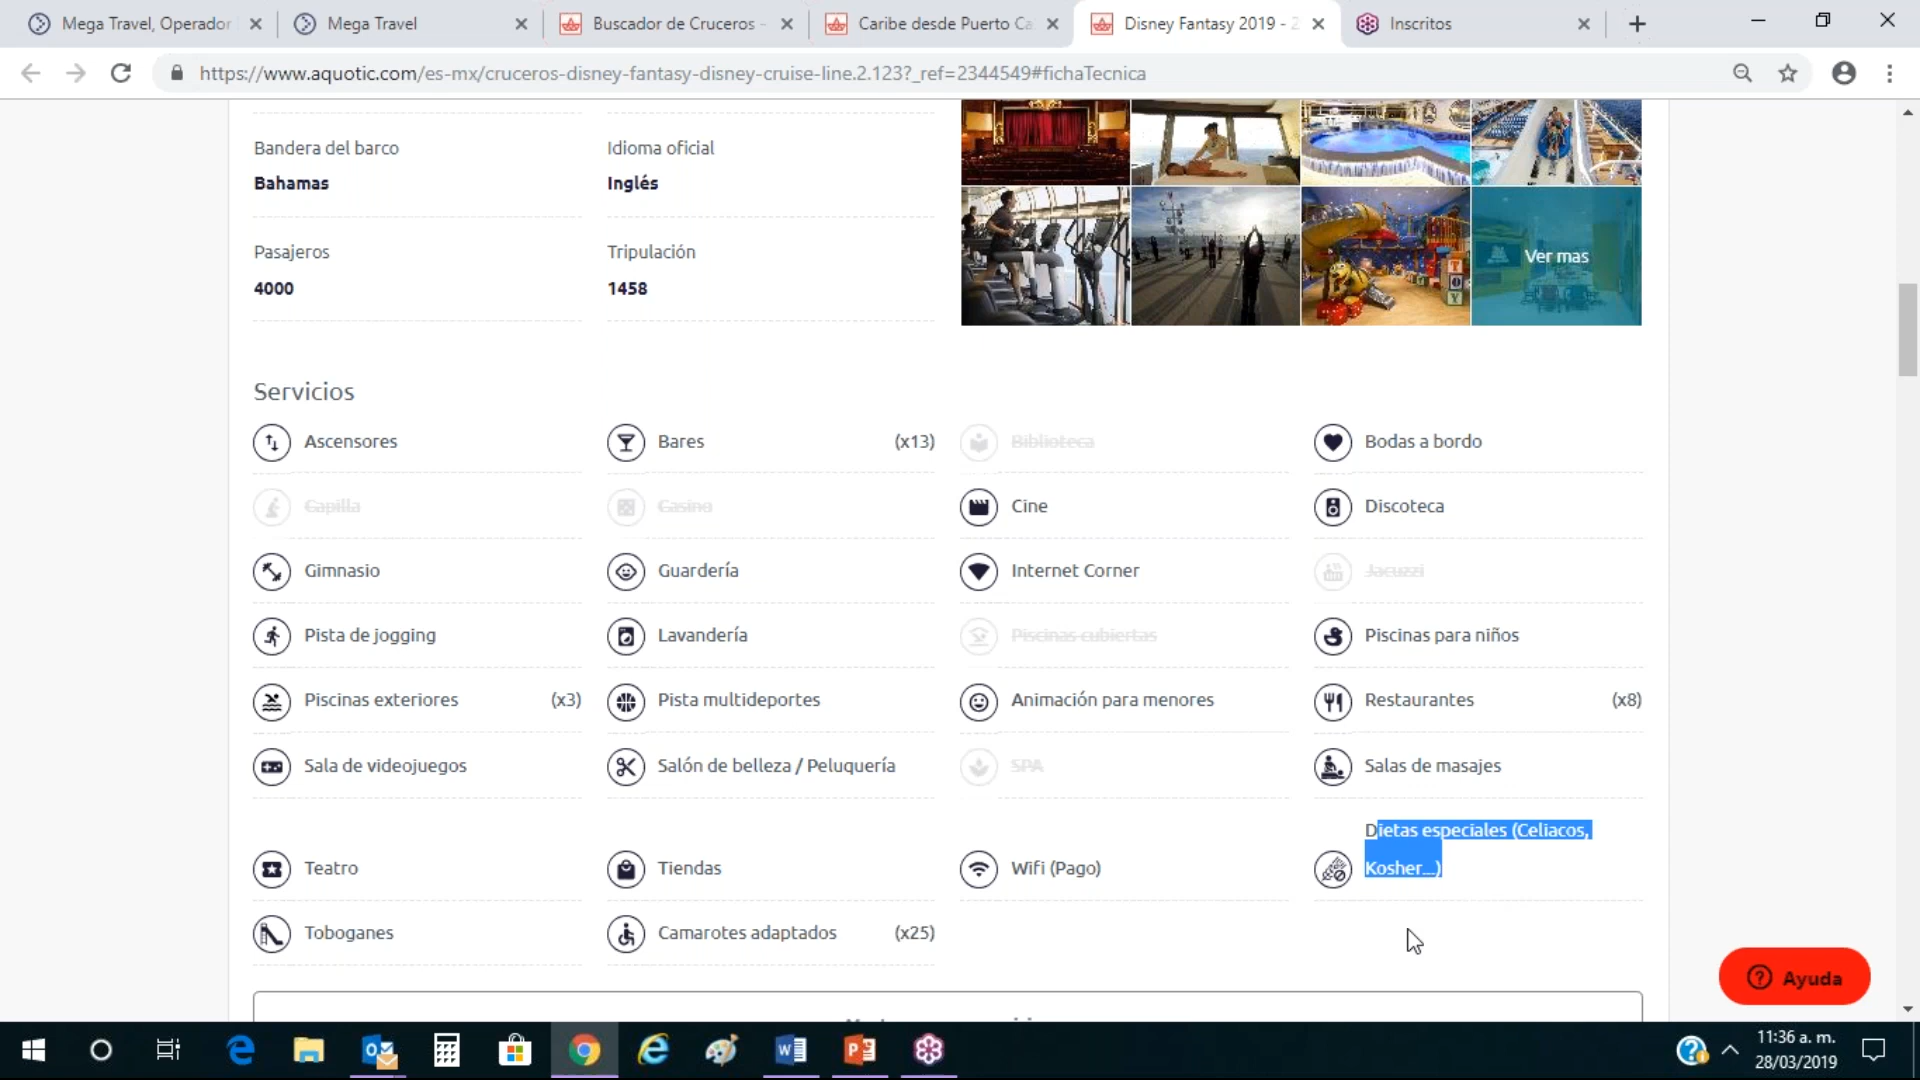 Mega Travel, Operador
Mega Travel
Buscador de Cruceros -
Caribe desde Puerto Ca
Disney Fantasy 2019 - 2
Inscritos
https://www.aquotic.com/es-mx/cruceros-disney-fantasy-disney-cruise-line.2.123?_ref=2344549#fichaTecnica
Bandera del barco
Idioma oficial
Bahamas
Inglés
Pasajeros
Tripulación
4000
1458
Ver mas
Servicios
Ascensores
Bares (x13)
Biblioteca
Bodas a bordo
Capilla
Casino
Cine
Discoteca
Gimnasio
Guardería
Internet Corner
Jacuzzi
Pista de jogging
Lavandería
Piscinas cubiertas
Piscinas para niños
Piscinas exteriores (x3)
Pista multideportes
Animación para menores
Restaurantes (x8)
Sala de videojuegos
Salón de belleza / Peluquería
SPA
Salas de masajes
Teatro
Tiendas
Wifi (Pago)
Dietas especiales (Celiacos,
Kosher...)
Toboganes
Camarotes adaptados (x25)
Ayuda
11:36 a. m.
28/03/2019